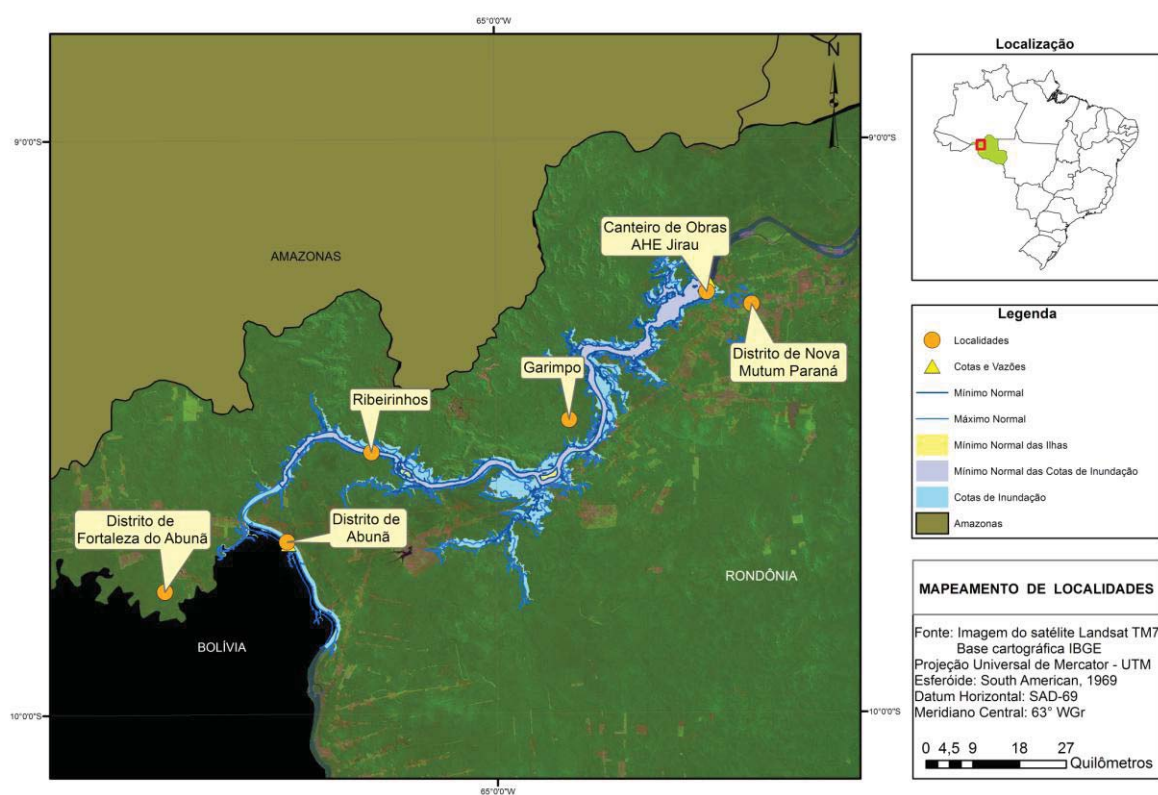 65°0'0"W
N
9°0'0"S
9°0'0"S
AMAZONAS
Canteiro de Obras
AHE Jirau
Distrito de Nova
Mutum Paraná
Garimpo
Ribeirinhos
Distrito de
Fortaleza do Abunã
Distrito de
Abunã
RONDÔNIA
BOLÍVIA
10°0'0"S
10°0'0"S
65°0'0"W
Localização
Legenda
Localidades
Cotas e Vazões
Mínimo Normal
Máximo Normal
Mínimo Normal das Ilhas
Mínimo Normal das Cotas de Inundação
Cotas de Inundação
Amazonas
MAPEAMENTO DE LOCALIDADES
Fonte: Imagem do satélite Landsat TM7
Base cartográfica IBGE
Projeção Universal de Mercator - UTM
Esferóide: South American, 1969
Datum Horizontal: SAD-69
Meridiano Central: 63° WGr
0 4,5 9 18 27
Quilômetros